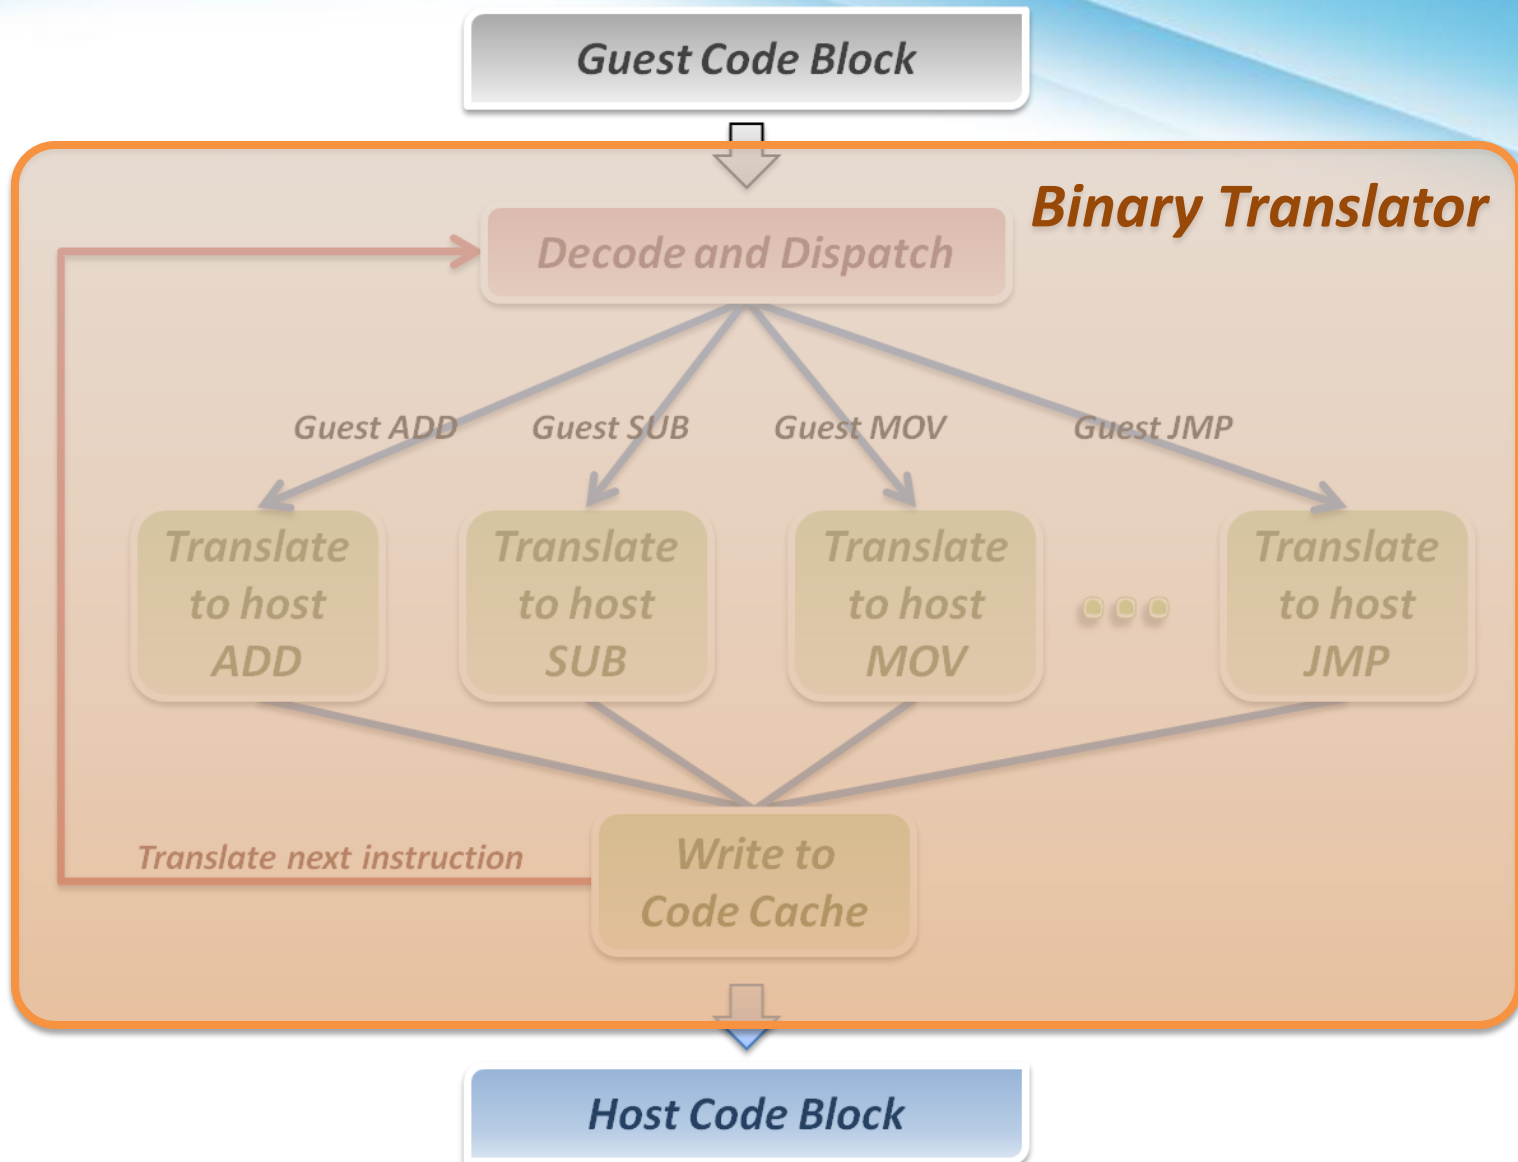 Guest Code Block
Binary Translator
Decode and Dispatch
Guest ADD
Guest SUB
Guest MOV
Guest JMP
Translate
to host
ADD
Translate
to host
SUB
Translate
to host
MOV
Translate
to host
JMP
Translate next instruction
Write to
Code Cache
Host Code Block